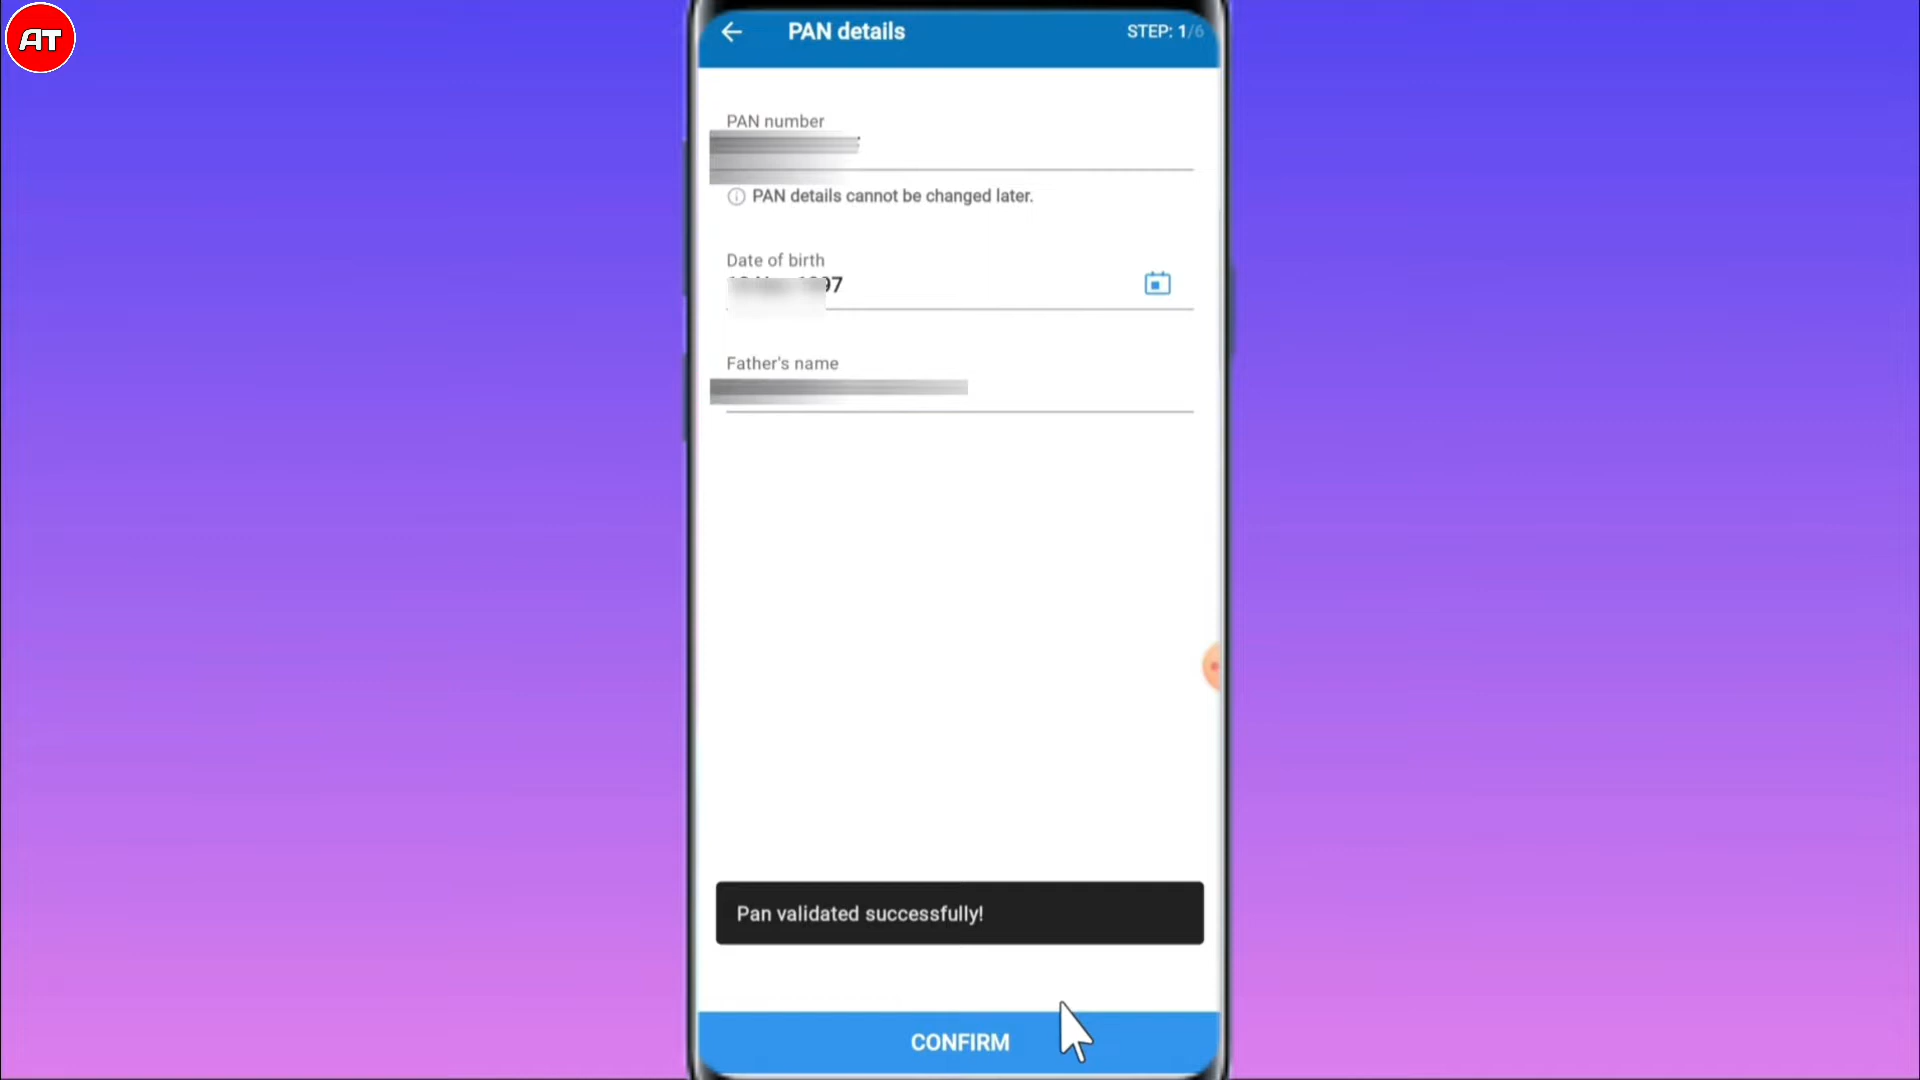 AT
PAN details
STEP: 1/6
PAN number
PAN details cannot be changed later.
Date of birth
97
Father's name
Pan validated successfully!
CONFIRM